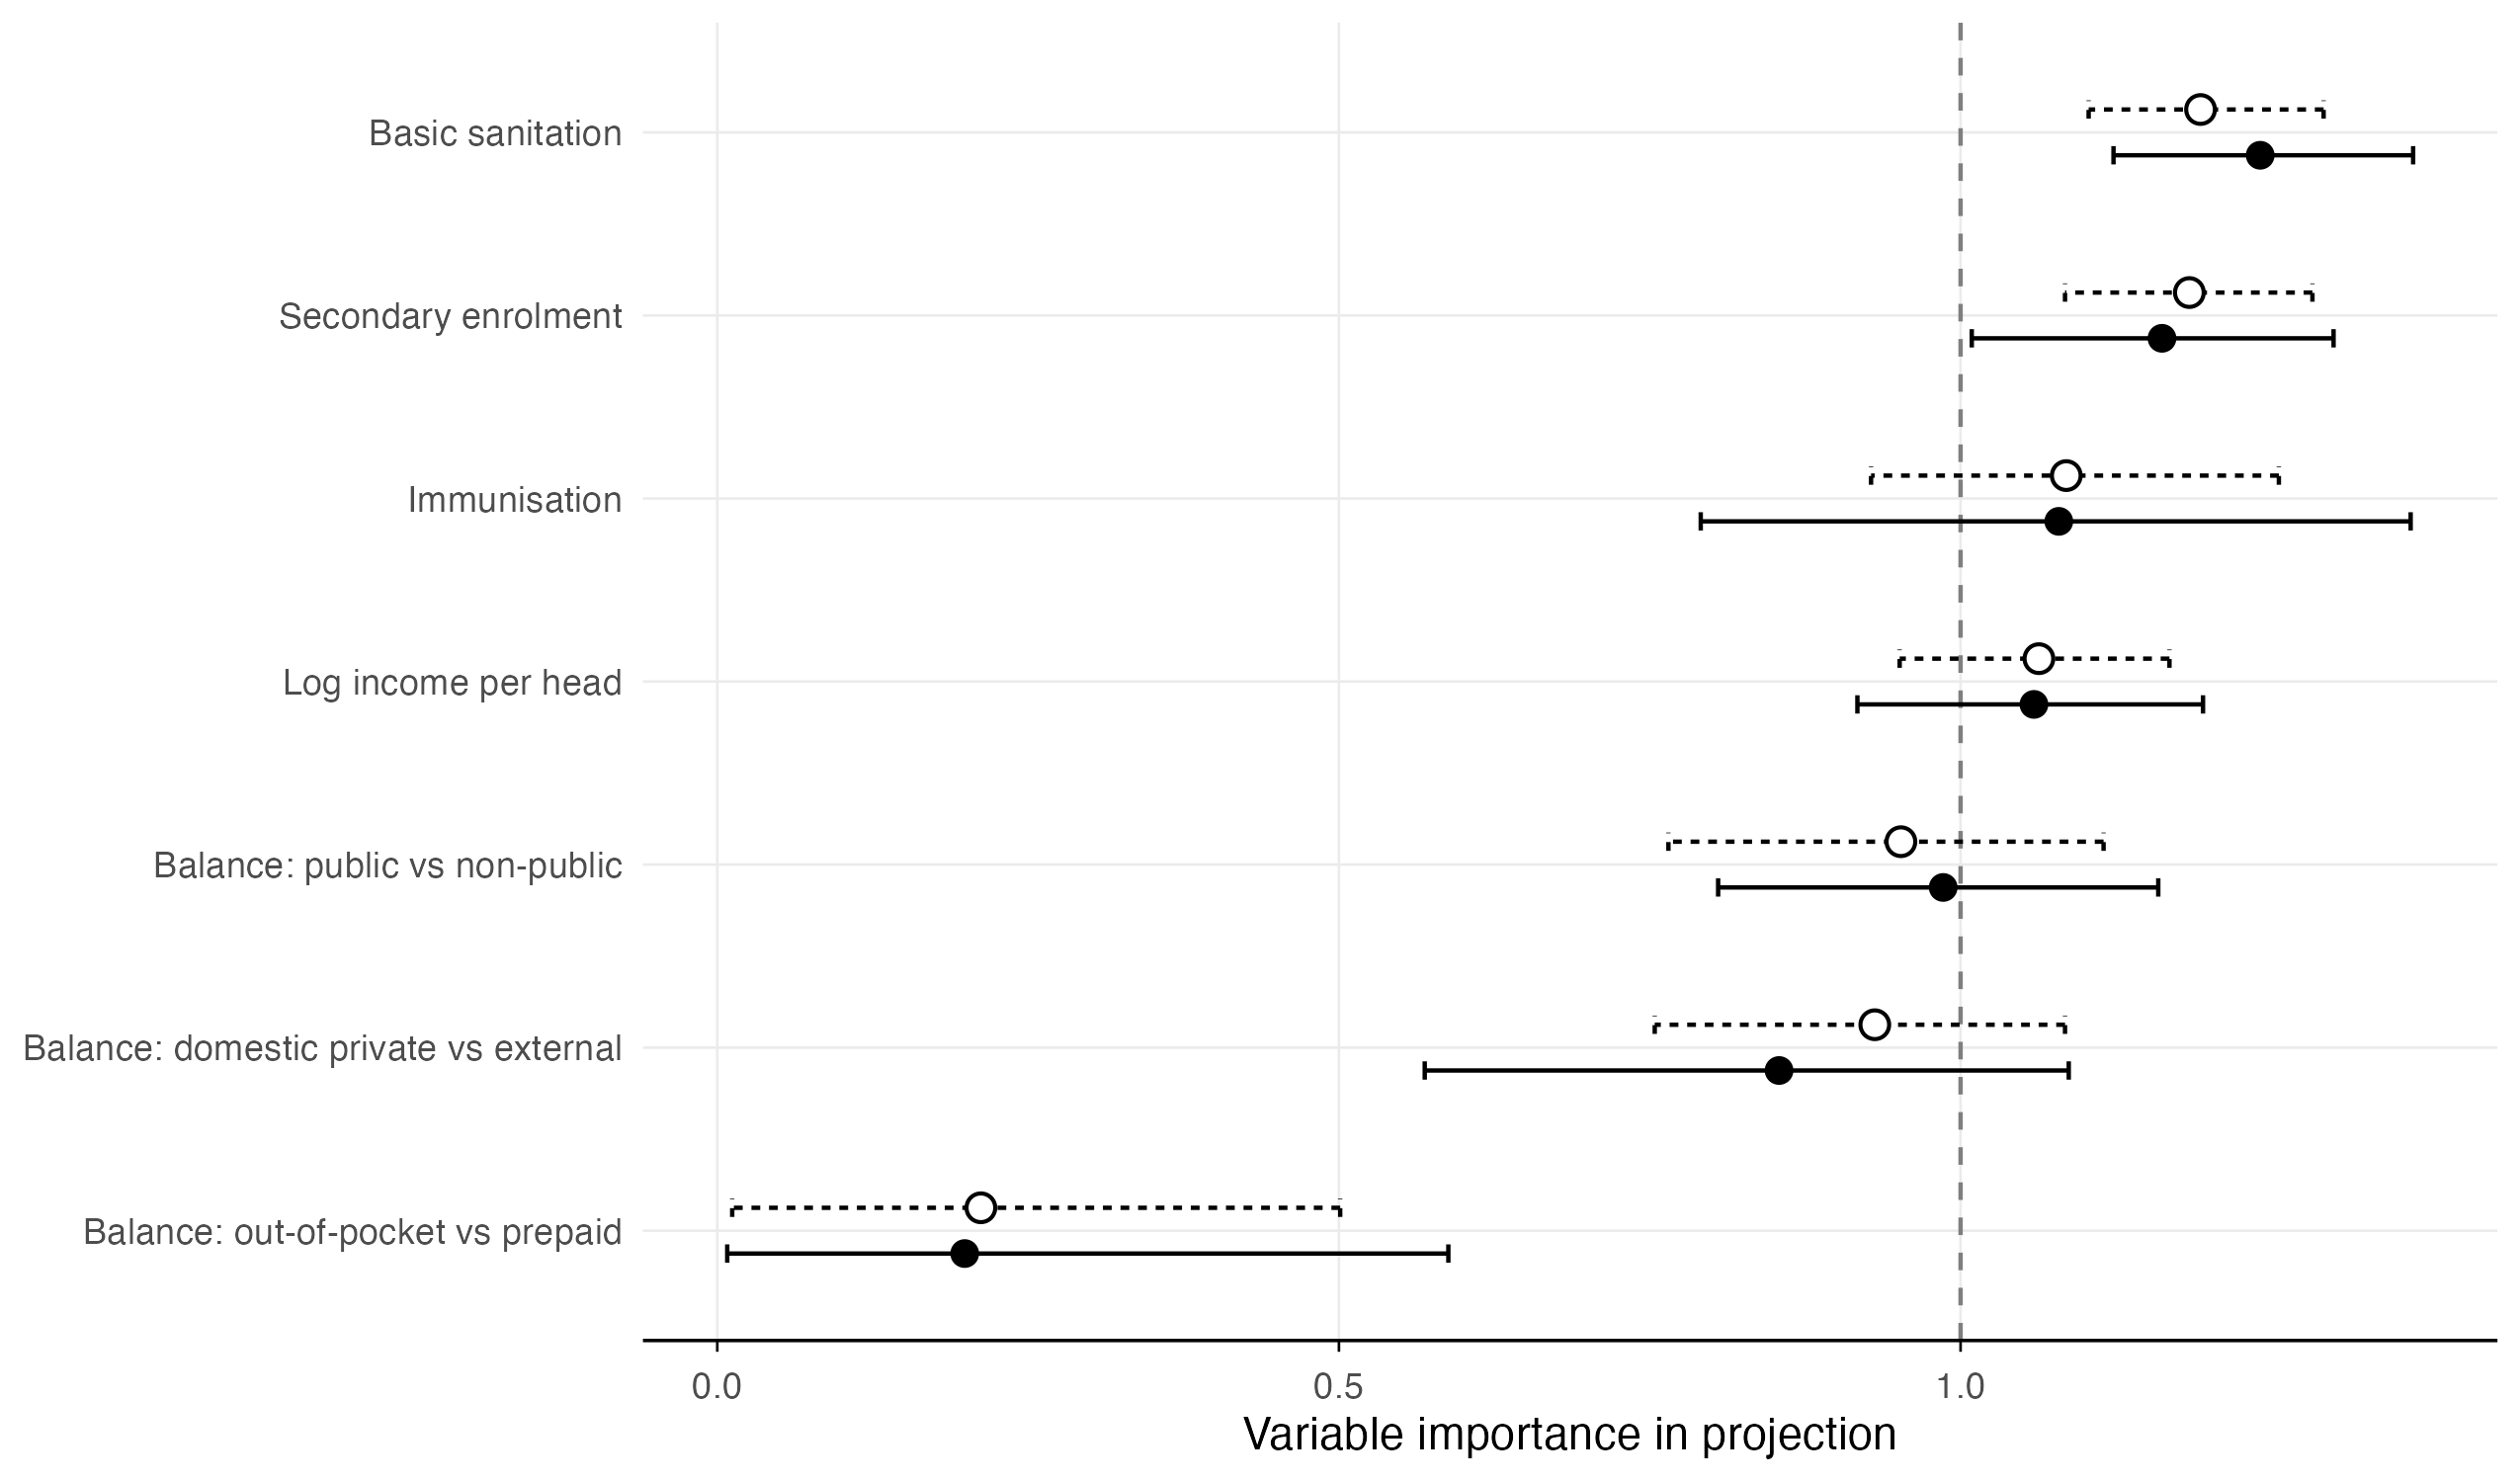 Basic sanitation
Secondary enrolment
Immunisation
Log income per head
Balance: public vs non-public
Balance: domestic private vs external
Balance: out-of-pocket vs prepaid
0.0 0.5 1.0
Variable importance in projection